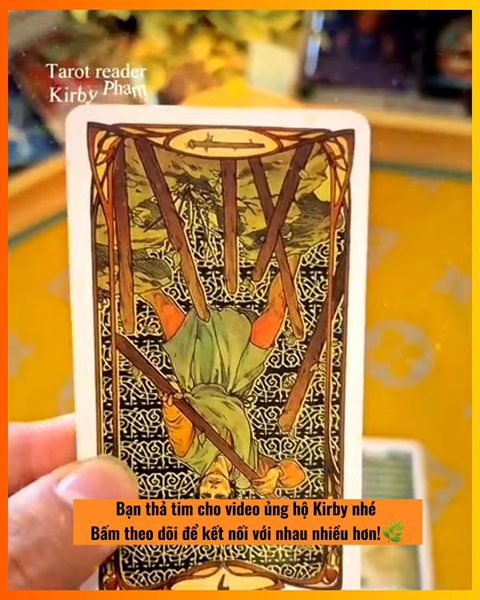 Tarot reader
Kirby Pham
Bạn thả tim cho video ủng hộ Kirby nhé
Bấm theo dõi để kết nối với nhau nhiều hơn!🌿